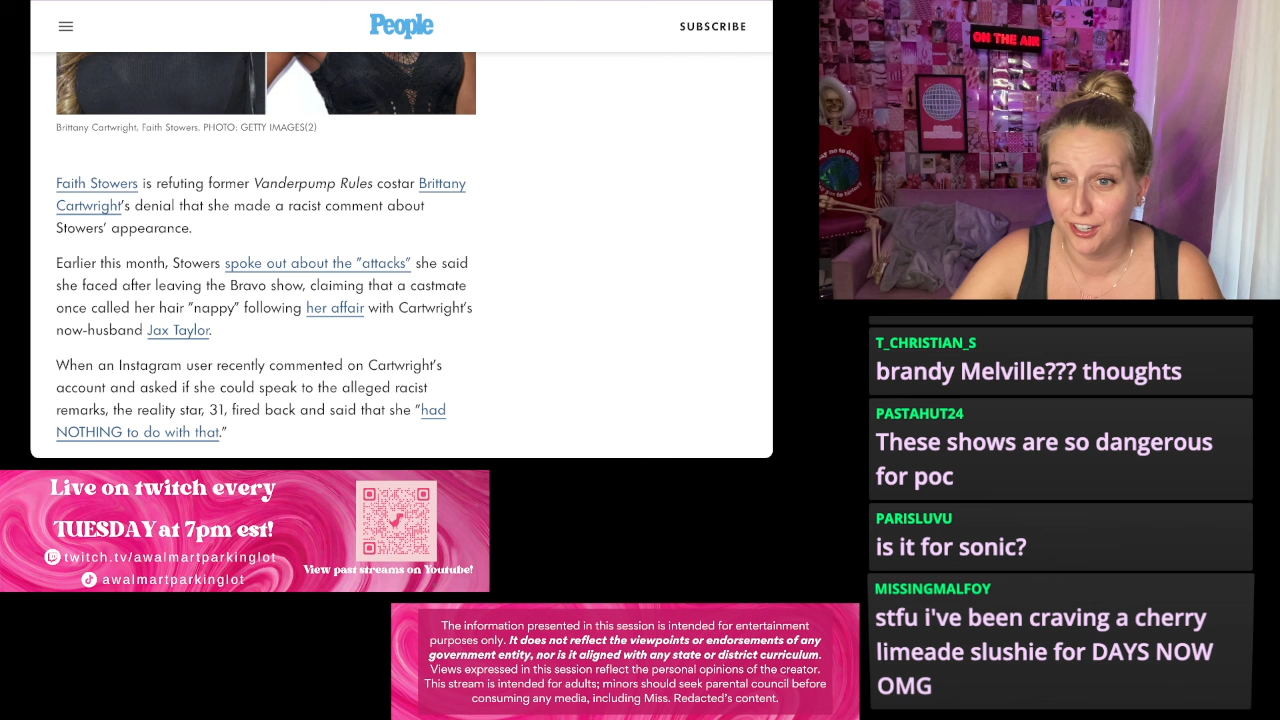 People
SUBSCRIBE
Brittany Cartwright, Faith Stowers. PHOTO: GETTY IMAGES(2)
Faith Stowers is refuting former Vanderpump Rules costar Brittany
Cartwright's denial that she made a racist comment about
Stowers' appearance.
Earlier this month, Stowers spoke out about the "attacks" she said
she faced after leaving the Bravo show, claiming that a castmate
once called her hair "nappy" following her affair with Cartwright's
now-husband Jax Taylor.
When an Instagram user recently commented on Cartwright's
account and asked if she could speak to the alleged racist
remarks, the reality star, 31, fired back and said that she "had
NOTHING to do with that."
Live on twitch every
TUESDAY at 7pm est!
twitch.tv/awalmartparkinglot
awalmartparkinglot
View past streams on Youtube!
The information presented in this session is intended for entertainment
purposes only. It does not reflect the viewpoints or endorsements of any
government entity, nor is it aligned with any state or district curriculum.
Views expressed in this session reflect the personal opinions of the creator.
This stream is intended for adults; minors should seek parental council before
consuming any media, including Miss. Redacted's content.
ON THE AIR
T_CHRISTIAN_S
brandy Melville??? thoughts
PASTAHUT24
These shows are so dangerous
for poc
PARISLUVU
is it for sonic?
MISSINGMALFOY
stfu i've been craving a cherry
limeade slushie for DAYS NOW
OMG